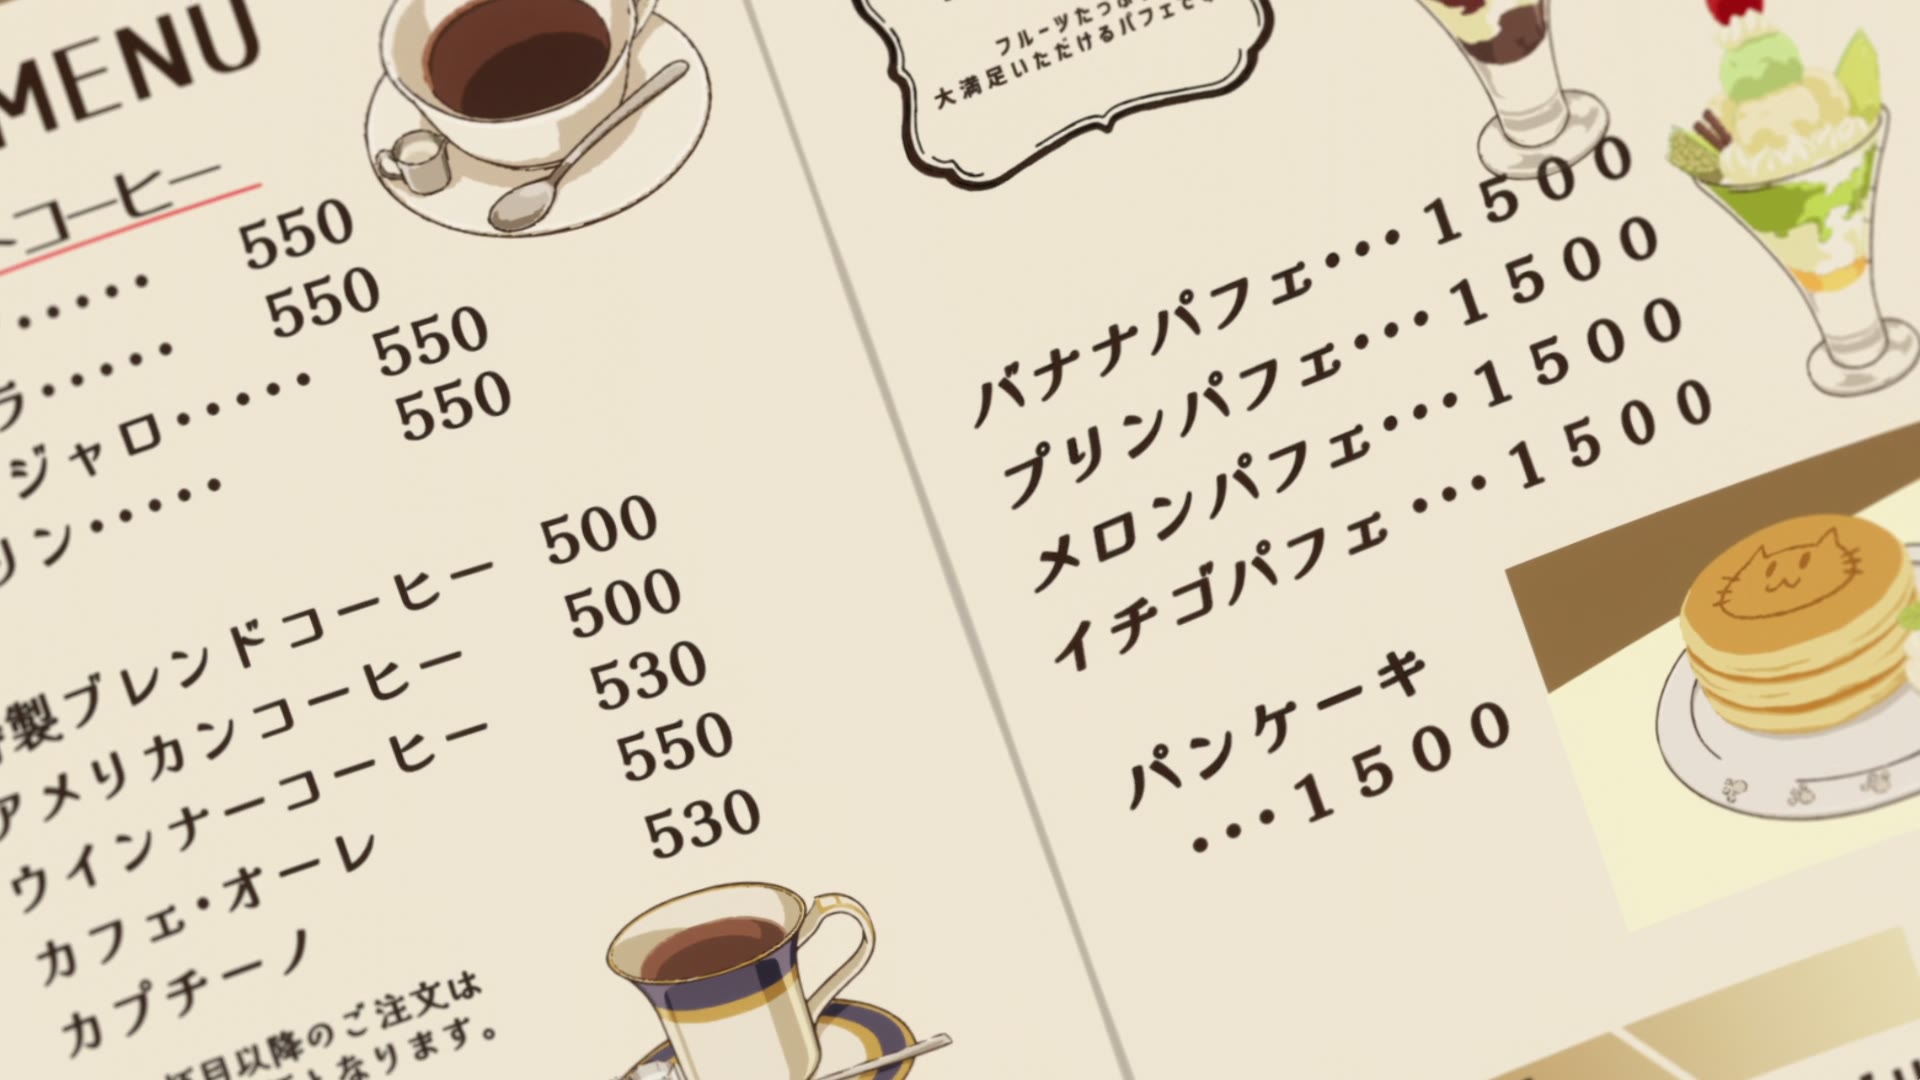 MENU
コーヒー
・・・・・ 550
ラ・・・・・ 550
ジャロ・・・・・ 550
リン・・・・・ 550
製ブレンドコーヒー 500
アメリカンコーヒー 500
ウインナーコーヒー 530
カフェ・オーレ 550
カプチーノ 530
目以降のご注文は
となります。
フルーツたっぷ
大満足いただけるパフェで
バナナパフェ・・・1500
プリンパフェ・・・1500
メロンパフェ・・・1500
イチゴパフェ・・・1500
パンケーキ
・・・1500